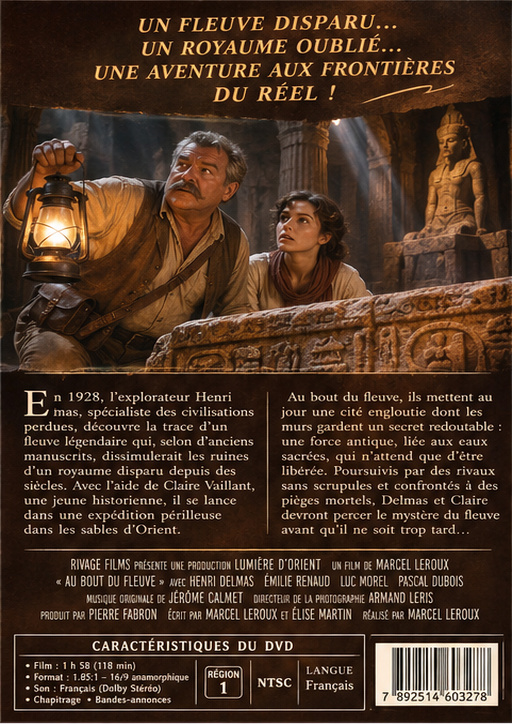 UN FLEUVE DISPARU...
UN ROYAUME OUBLIÉ...
UNE AVENTURE AUX FRONTIÈRES
DU RÉEL !
En 1928, l'explorateur Henri
mas, spécialiste des civilisations
perdues, découvre la trace d'un
fleuve légendaire qui, selon d'anciens
manuscrits, dissimulerait les ruines
d'un royaume disparu depuis des
siècles. Avec l'aide de Claire Vaillant,
une jeune historienne, il se lance
dans une expédition périlleuse
dans les sables d'Orient.
Au bout du fleuve, ils mettent au
jour une cité engloutie dont les
murs gardent un secret redoutable :
une force antique, liée aux eaux
sacrées, qui n'attend que d'être
libérée. Poursuivis par des rivaux
sans scrupules et confrontés à des
pièges mortels, Delmas et Claire
devront percer le mystère du fleuve
avant qu'il ne soit trop tard...
RIVAGE FILMS PRÉSENTE UNE PRODUCTION LUMIÈRE D'ORIENT UN FILM DE MARCEL LEROUX
« AU BOUT DU FLEUVE » AVEC HENRI DELMAS ÉMILIE RENAUD LUC MOREL PASCAL DUBOIS
MUSIQUE ORIGINALE DE JÉRÔME CALMET DIRECTEUR DE LA PHOTOGRAPHIE ARMAND LERIS
PRODUIT PAR PIERRE FABRON ÉCRIT PAR MARCEL LEROUX ET ÉLISE MARTIN RÉALISÉ PAR MARCEL LEROUX
CARACTÉRISTIQUES DU DVD
• Film : 1 h 58 (118 min)
• Format : 1.85:1 – 16/9 anamorphique
• Son : Français (Dolby Stéréo)
• Chapitrage • Bandes-annonces
RÉGION
1
NTSC
LANGUE
Français
7 892514 603278